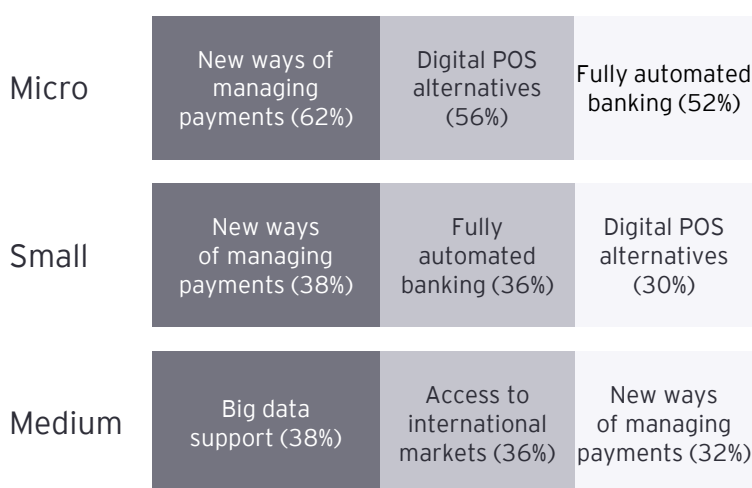 Micro
New ways of
managing
payments (62%)
Digital POS
alternatives
(56%)
Fully automated
banking (52%)
Small
New ways
of managing
payments (38%)
Fully
automated
banking (36%)
Digital POS
alternatives
(30%)
Medium
Big data
support (38%)
Access to
international
markets (36%)
New ways
of managing
payments (32%)